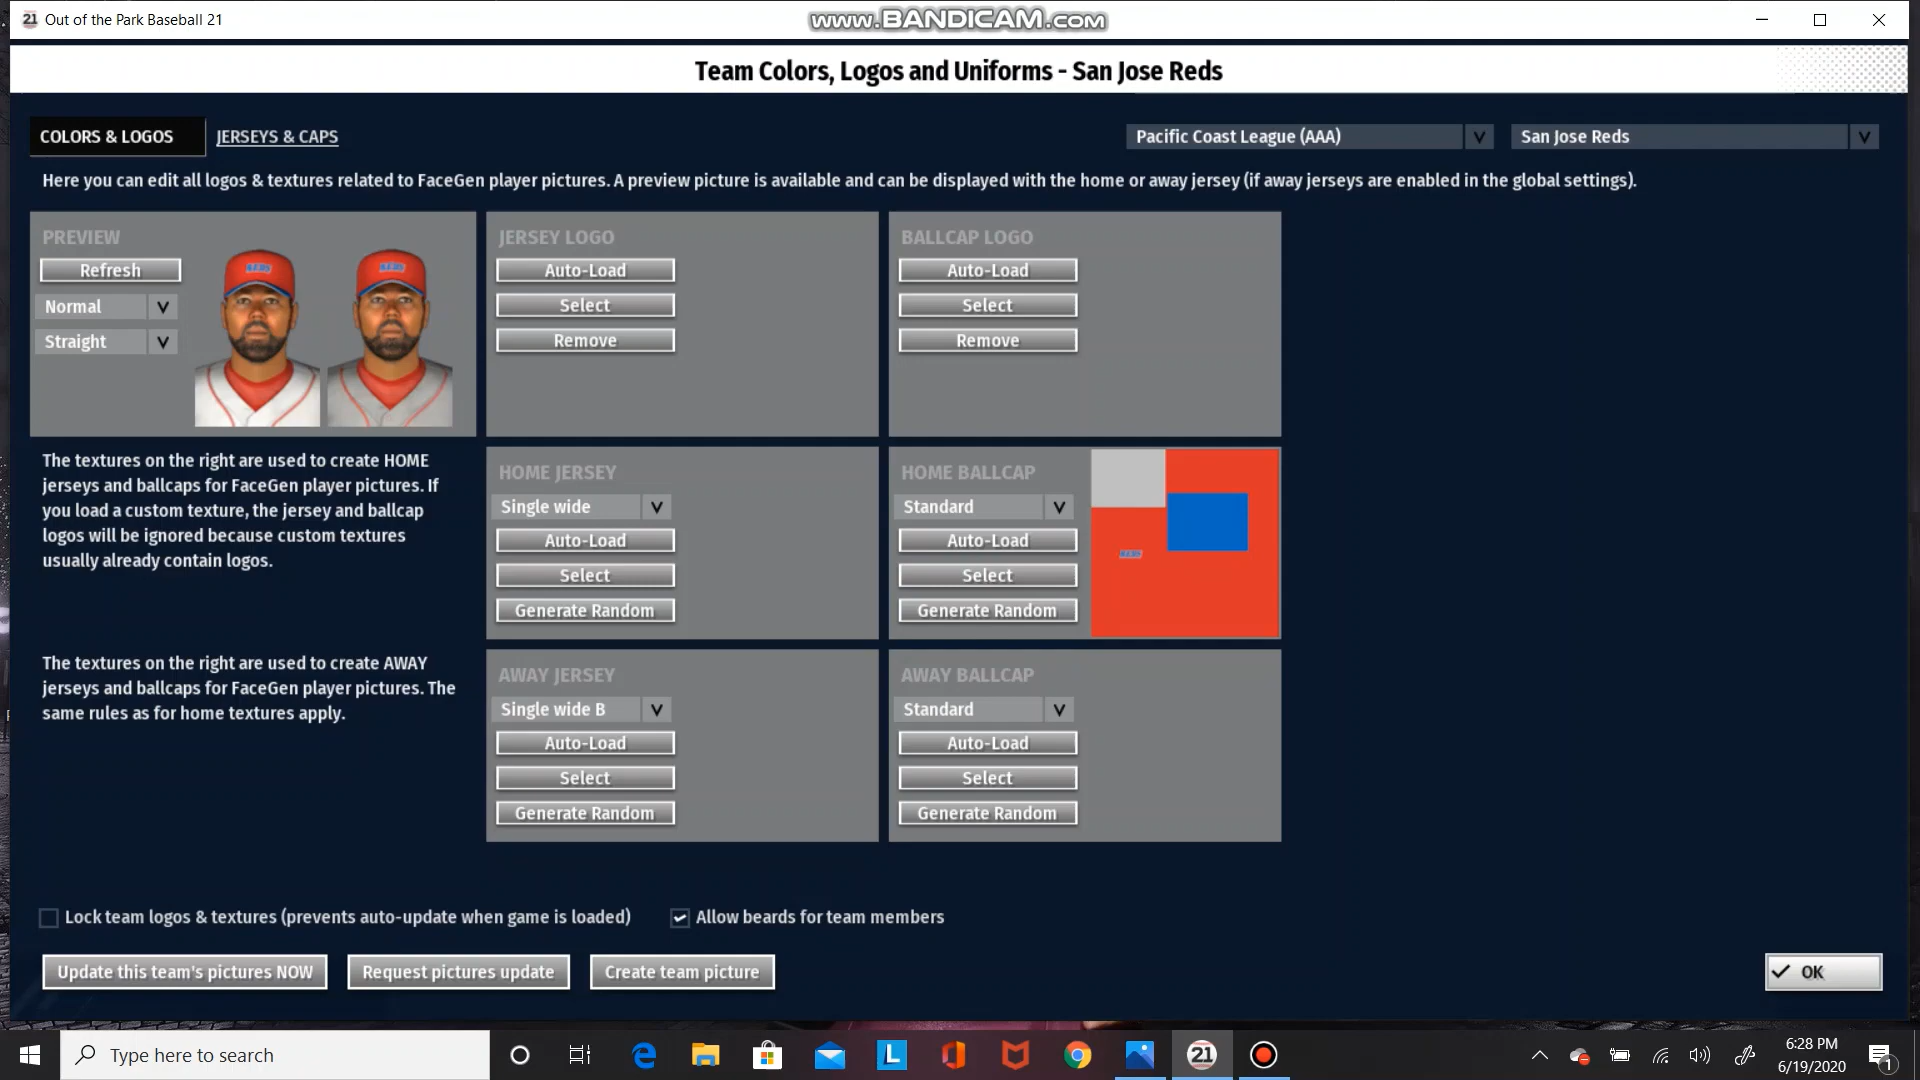 21 Out of the Park Baseball 21
www.BANDICAM.com
Team Colors, Logos and Uniforms - San Jose Reds
COLORS & LOGOS
JERSEYS & CAPS
Pacific Coast League (AAA)
San Jose Reds
Here you can edit all logos & textures related to FaceGen player pictures. A preview picture is available and can be displayed with the home or away jersey (if away jerseys are enabled in the global settings).
PREVIEW
Refresh
Normal
Straight
REDS
REDS
JERSEY LOGO
Auto-Load
Select
Remove
BALLCAP LOGO
Auto-Load
Select
Remove
The textures on the right are used to create HOME
jerseys and ballcaps for FaceGen player pictures. If
you load a custom texture, the jersey and ballcap
logos will be ignored because custom textures
usually already contain logos.
HOME JERSEY
Single wide
Auto-Load
Select
Generate Random
HOME BALLCAP
Standard
Auto-Load
Select
Generate Random
REDS
The textures on the right are used to create AWAY
jerseys and ballcaps for FaceGen player pictures. The
same rules as for home textures apply.
AWAY JERSEY
Single wide B
Auto-Load
Select
Generate Random
AWAY BALLCAP
Standard
Auto-Load
Select
Generate Random
Lock team logos & textures (prevents auto-update when game is loaded)
Allow beards for team members
Update this team's pictures NOW
Request pictures update
Create team picture
OK
Type here to search
L
21
6:28 PM
6/19/2020
1